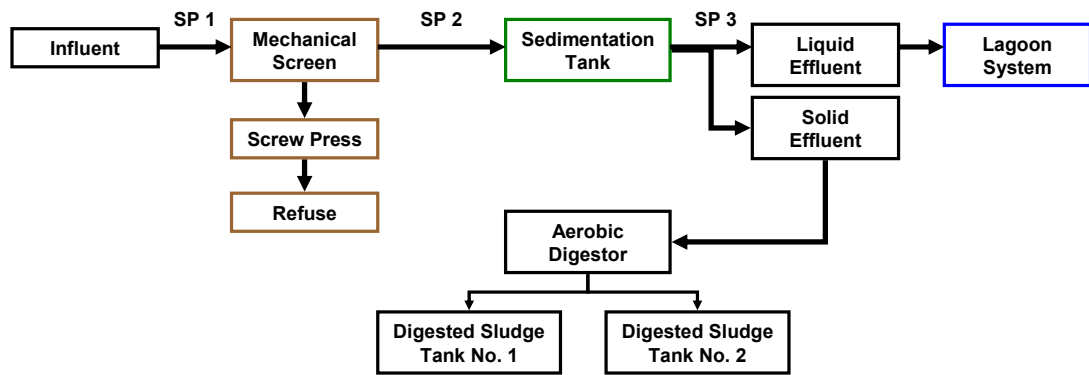 SP 1
SP 2
SP 3
Influent
Mechanical
Screen
Sedimentation
Tank
Liquid
Effluent
Lagoon
System
Screw Press
Solid
Effluent
Refuse
Aerobic
Digestor
Digested Sludge
Tank No. 1
Digested Sludge
Tank No. 2